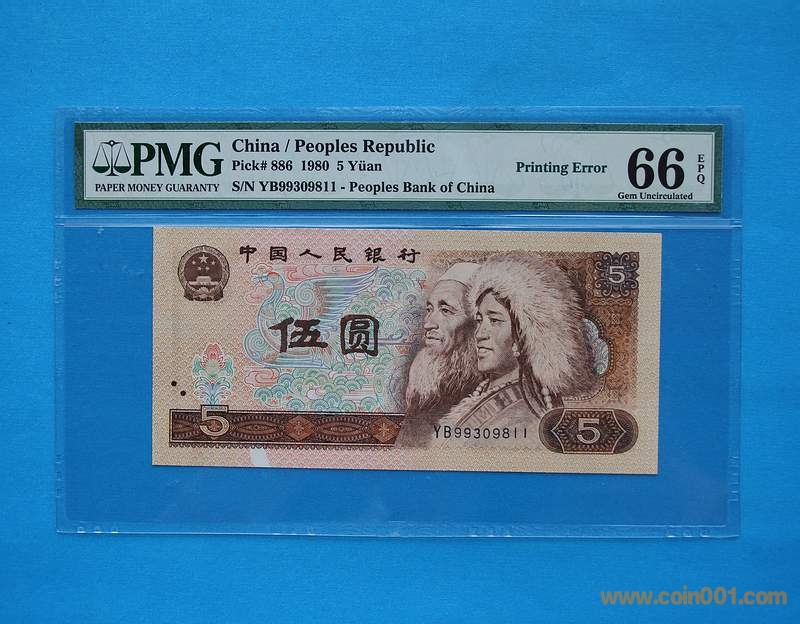 PMG
PAPER MONEY GUARANTY
China / Peoples Republic
Pick# 886 1980 5 Yüan
S/N YB99309811 - Peoples Bank of China
Printing Error
66
EPQ
Gem Uncirculated
中国人民银行
5
伍圆
5
YB99309811
5
www.coin001.com